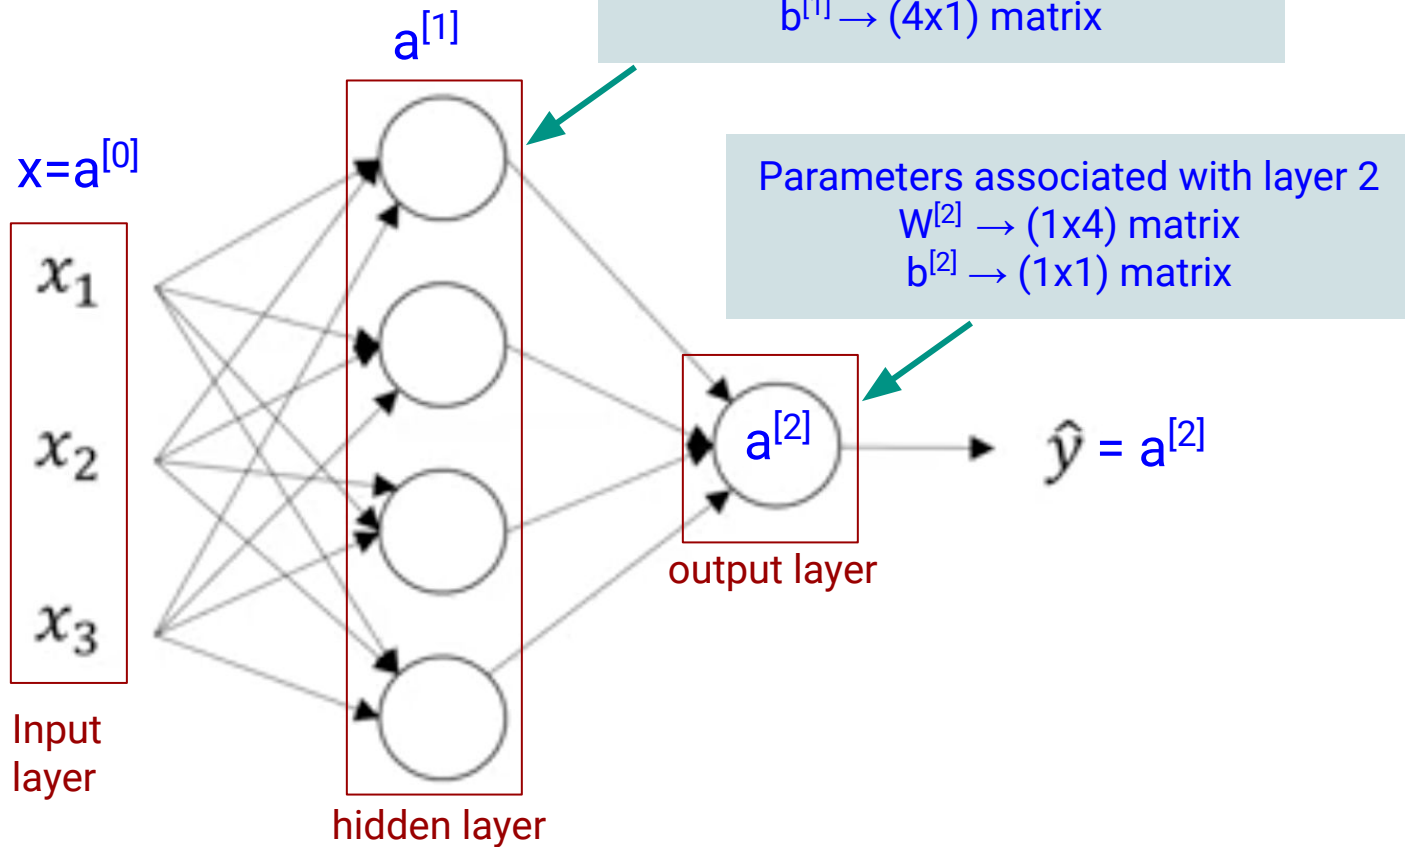 b[1] → (4x1) matrix
a[1]
x=a[0]
Parameters associated with layer 2
W[2] → (1x4) matrix
b[2] → (1x1) matrix
x1
x2
x3
a[2]
ŷ = a[2]
output layer
Input
layer
hidden layer